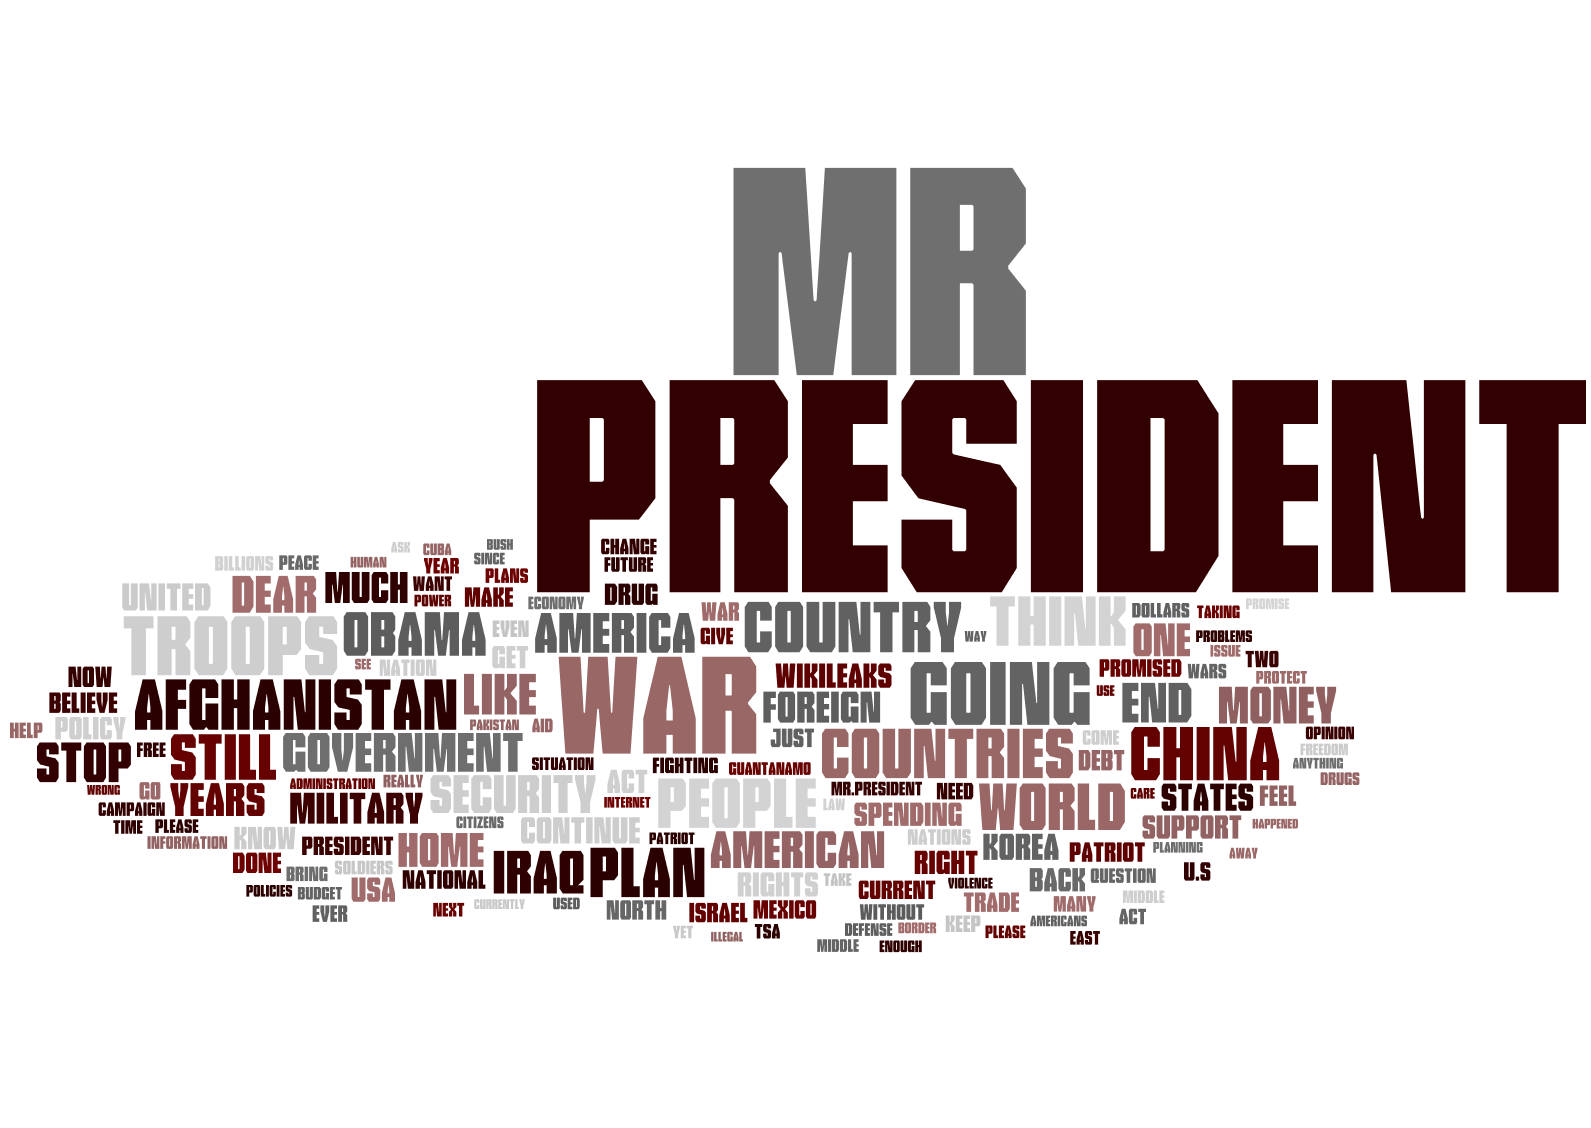 MR
PRESIDENT
ASK CUBA BUSH CHANGE
BILLIONS PEACE HUMAN YEAR SINCE FUTURE
UNITED DEAR MUCH WANT POWER MAKE PLANS ECONOMY DRUG WAR COUNTRY WAY THINK DOLLARS TAKING PROMISE
TROOPS OBAMA EVEN AMERICA GIVE ONE PROBLEMS ISSUE TWO
SEE NATION GET WAR WIKILEAKS GOING PROMISED WARS PROTECT
NOW BELIEVE AFGHANISTAN LIKE PAKISTAN AID FOREIGN USE END MONEY
HELP POLICY JUST COUNTRIES COME OPINION
STOP FREE STILL GOVERNMENT SITUATION FIGHTING GUANTANAMO DEBT CHINA FREEDOM ANYTHING DRUGS
WRONG GO YEARS ADMINISTRATION REALLY SECURITY ACT INTERNET PEOPLE MR.PRESIDENT NEED WORLD CARE STATES FEEL
CAMPAIGN MILITARY CITIZENS LAW SPENDING
TIME PLEASE KNOW CONTINUE PATRIOT NATIONS SUPPORT HAPPENED
INFORMATION PRESIDENT HOME AMERICAN KOREA PATRIOT PLANNING AWAY
DONE BRING SOLDIERS NATIONAL IRAQ PLAN RIGHTS TAKE RIGHT BACK QUESTION U.S
POLICIES BUDGET USA CURRENT VIOLENCE
EVER NEXT CURRENTLY USED NORTH ISRAEL MEXICO WITHOUT TRADE MANY MIDDLE
YET ILLEGAL TSA DEFENSE BORDER KEEP PLEASE AMERICANS ACT
MIDDLE ENOUGH EAST